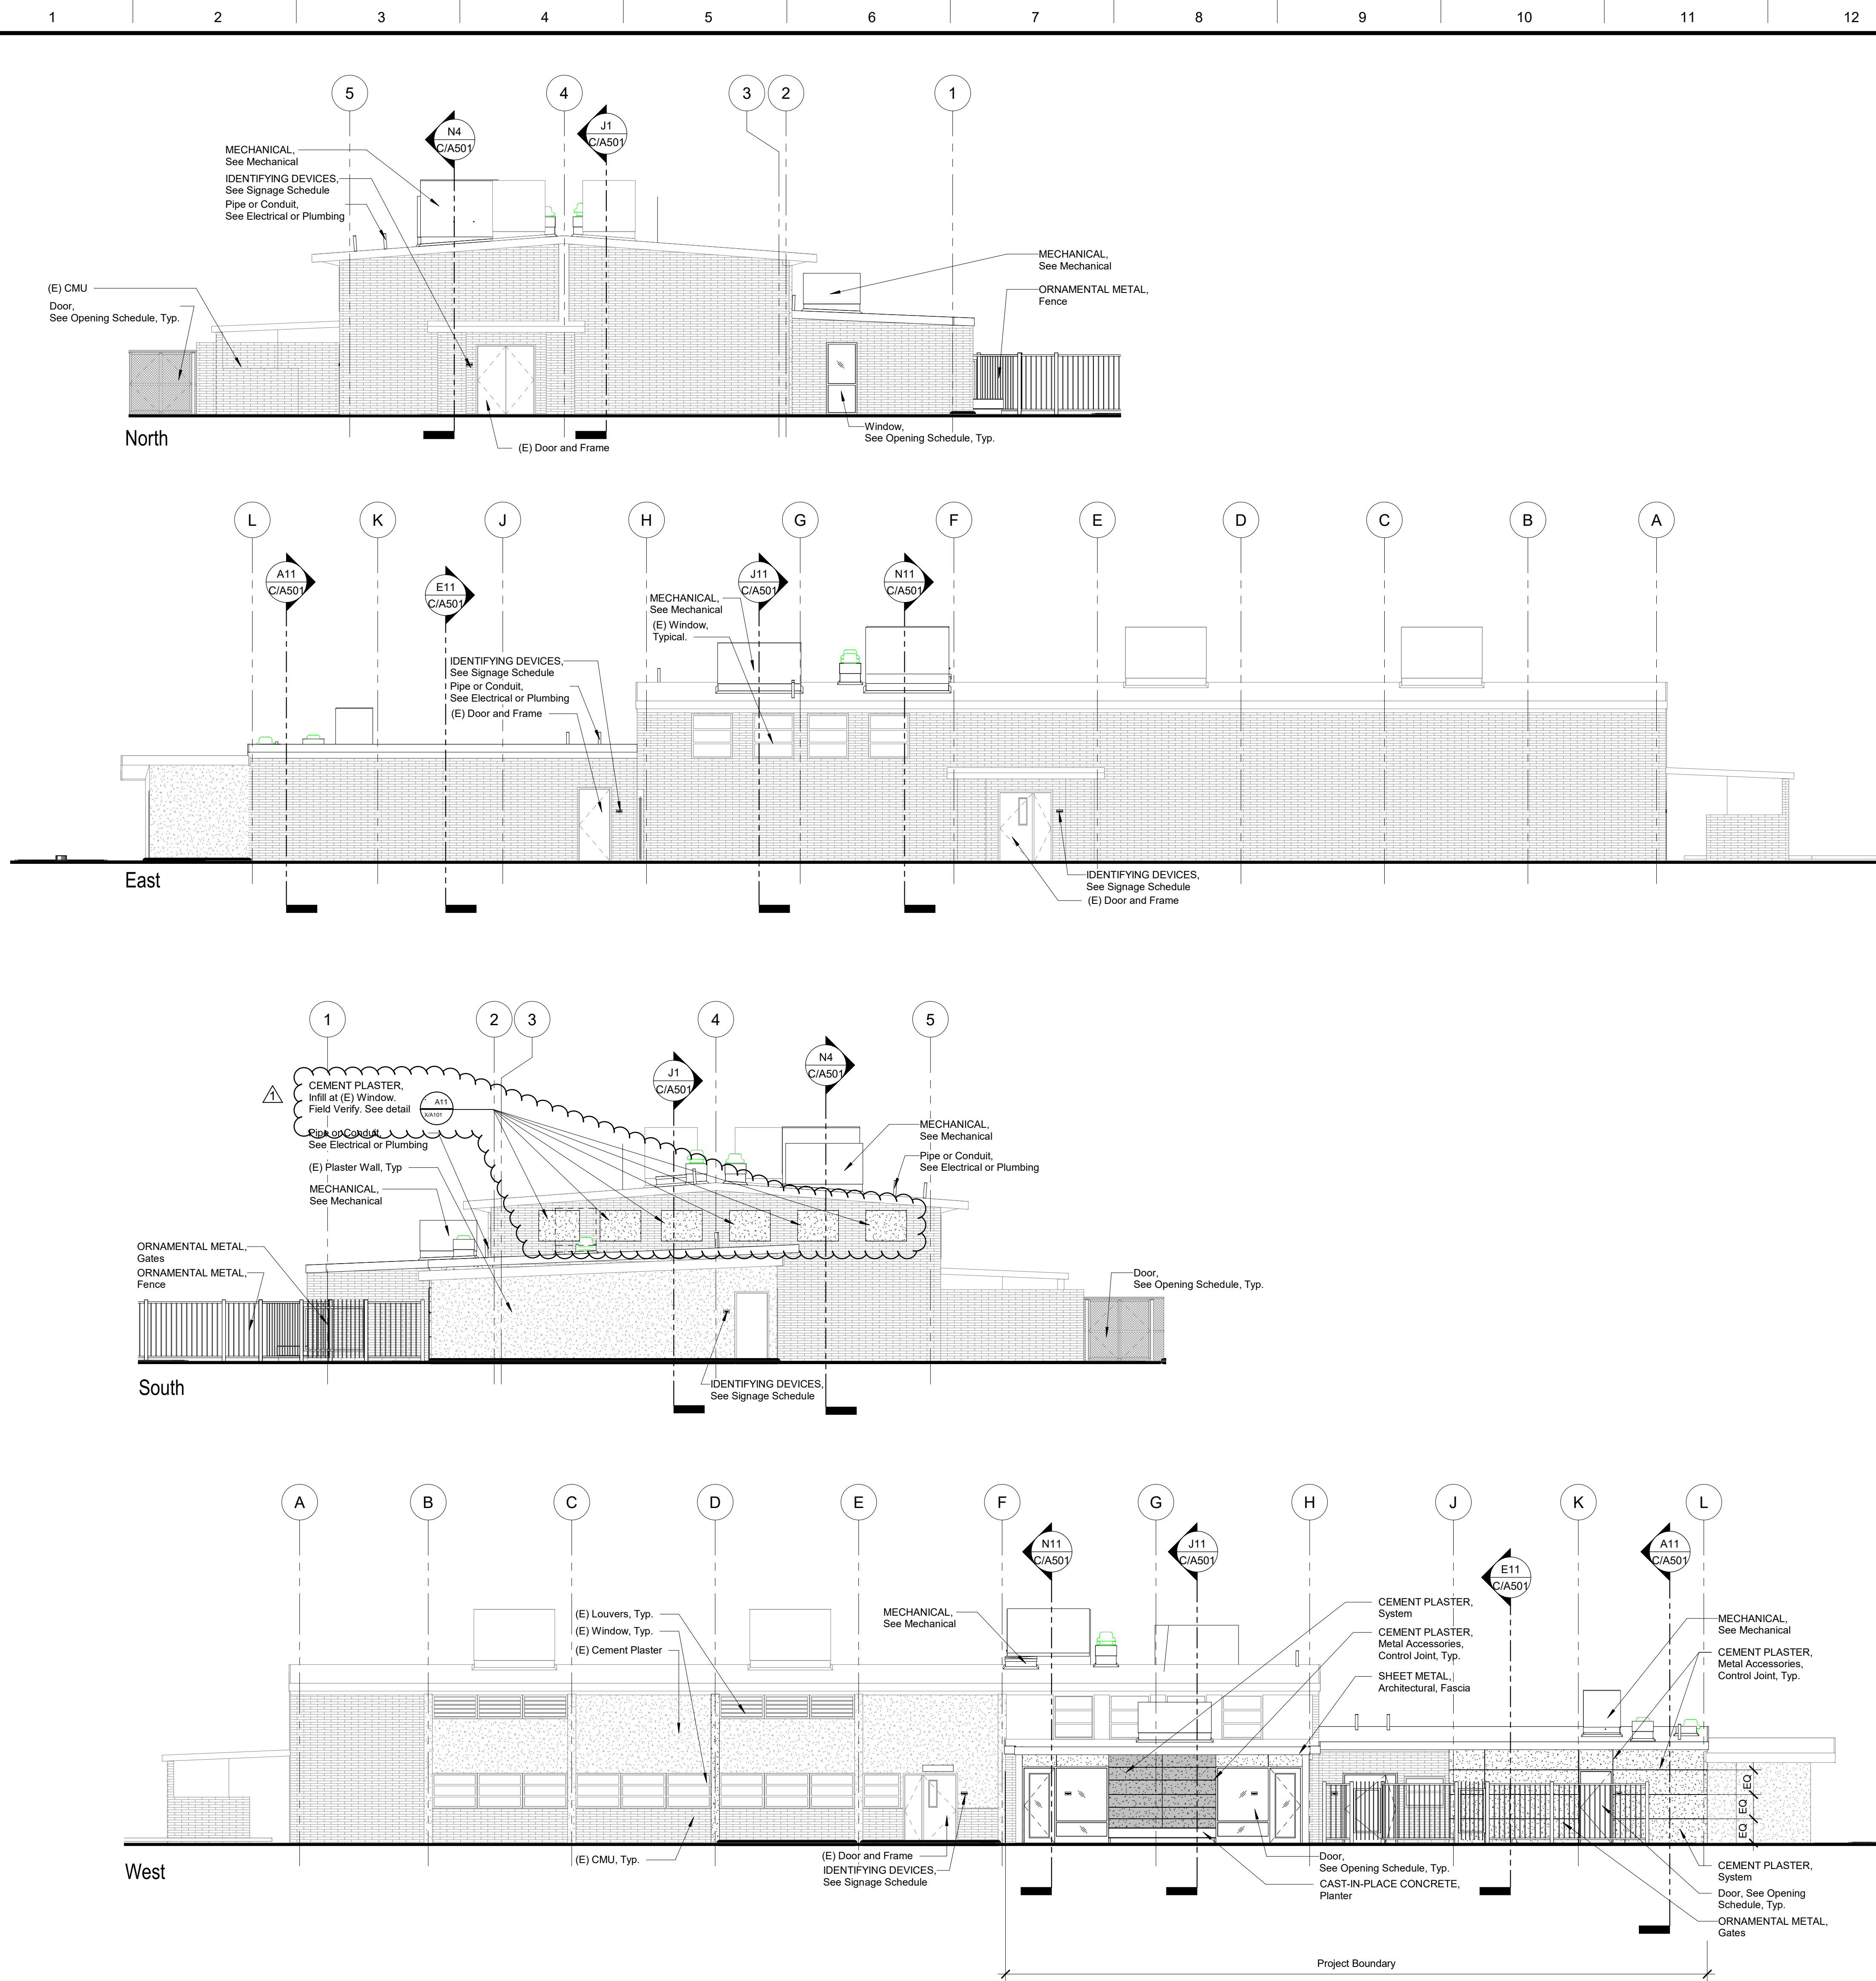 1 2 3 4 5 6 7 8 9 10 11 12
5 4 3 2 1
N4
C/A501
J1
C/A501
MECHANICAL,
See Mechanical
IDENTIFYING DEVICES,
See Signage Schedule
Pipe or Conduit,
See Electrical or Plumbing
MECHANICAL,
See Mechanical
(E) CMU
Door,
See Opening Schedule, Typ.
ORNAMENTAL METAL,
Fence
Window,
See Opening Schedule, Typ.
North
(E) Door and Frame
L K J H G F E D C B A
A11
C/A501
E11
C/A501
J11
C/A501
N11
C/A501
MECHANICAL,
See Mechanical
(E) Window,
Typical.
IDENTIFYING DEVICES,
See Signage Schedule
Pipe or Conduit,
See Electrical or Plumbing
(E) Door and Frame
East
IDENTIFYING DEVICES,
See Signage Schedule
(E) Door and Frame
1 2 3 4 5
J1
C/A501
N4
C/A501
1
CEMENT PLASTER,
Infill at (E) Window.
Field Verify. See detail
A11
X/A101
Pipe or Conduit,
See Electrical or Plumbing
(E) Plaster Wall, Typ
MECHANICAL,
See Mechanical
MECHANICAL,
See Mechanical
Pipe or Conduit,
See Electrical or Plumbing
ORNAMENTAL METAL,
Gates
ORNAMENTAL METAL,
Fence
Door,
See Opening Schedule, Typ.
South
IDENTIFYING DEVICES,
See Signage Schedule
A B C D E F G H J K L
N11
C/A501
J11
C/A501
E11
C/A501
A11
C/A501
(E) Louvers, Typ.
(E) Window, Typ.
(E) Cement Plaster
MECHANICAL,
See Mechanical
CEMENT PLASTER,
System
CEMENT PLASTER,
Metal Accessories,
Control Joint, Typ.
SHEET METAL,
Architectural, Fascia
MECHANICAL,
See Mechanical
CEMENT PLASTER,
Metal Accessories,
Control Joint, Typ.
EQ
EQ
EQ
West
(E) CMU, Typ.
(E) Door and Frame
IDENTIFYING DEVICES,
See Signage Schedule
Door,
See Opening Schedule, Typ.
CAST-IN-PLACE CONCRETE,
Planter
CEMENT PLASTER,
System
Door, See Opening
Schedule, Typ.
ORNAMENTAL METAL,
Gates
Project Boundary